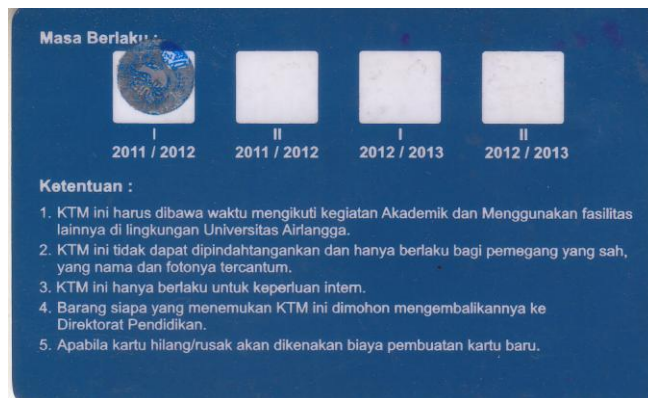 Masa Berlaku :
I II I II
2011 / 2012 2011 / 2012 2012 / 2013 2012 / 2013
Ketentuan :
1. KTM ini harus dibawa waktu mengikuti kegiatan Akademik dan Menggunakan fasilitas
lainnya di lingkungan Universitas Airlangga.
2. KTM ini tidak dapat dipindahtangankan dan hanya berlaku bagi pemegang yang sah,
yang nama dan fotonya tercantum.
3. KTM ini hanya berlaku untuk keperluan intern.
4. Barang siapa yang menemukan KTM ini dimohon mengembalikannya ke
Direktorat Pendidikan.
5. Apabila kartu hilang/rusak akan dikenakan biaya pembuatan kartu baru.